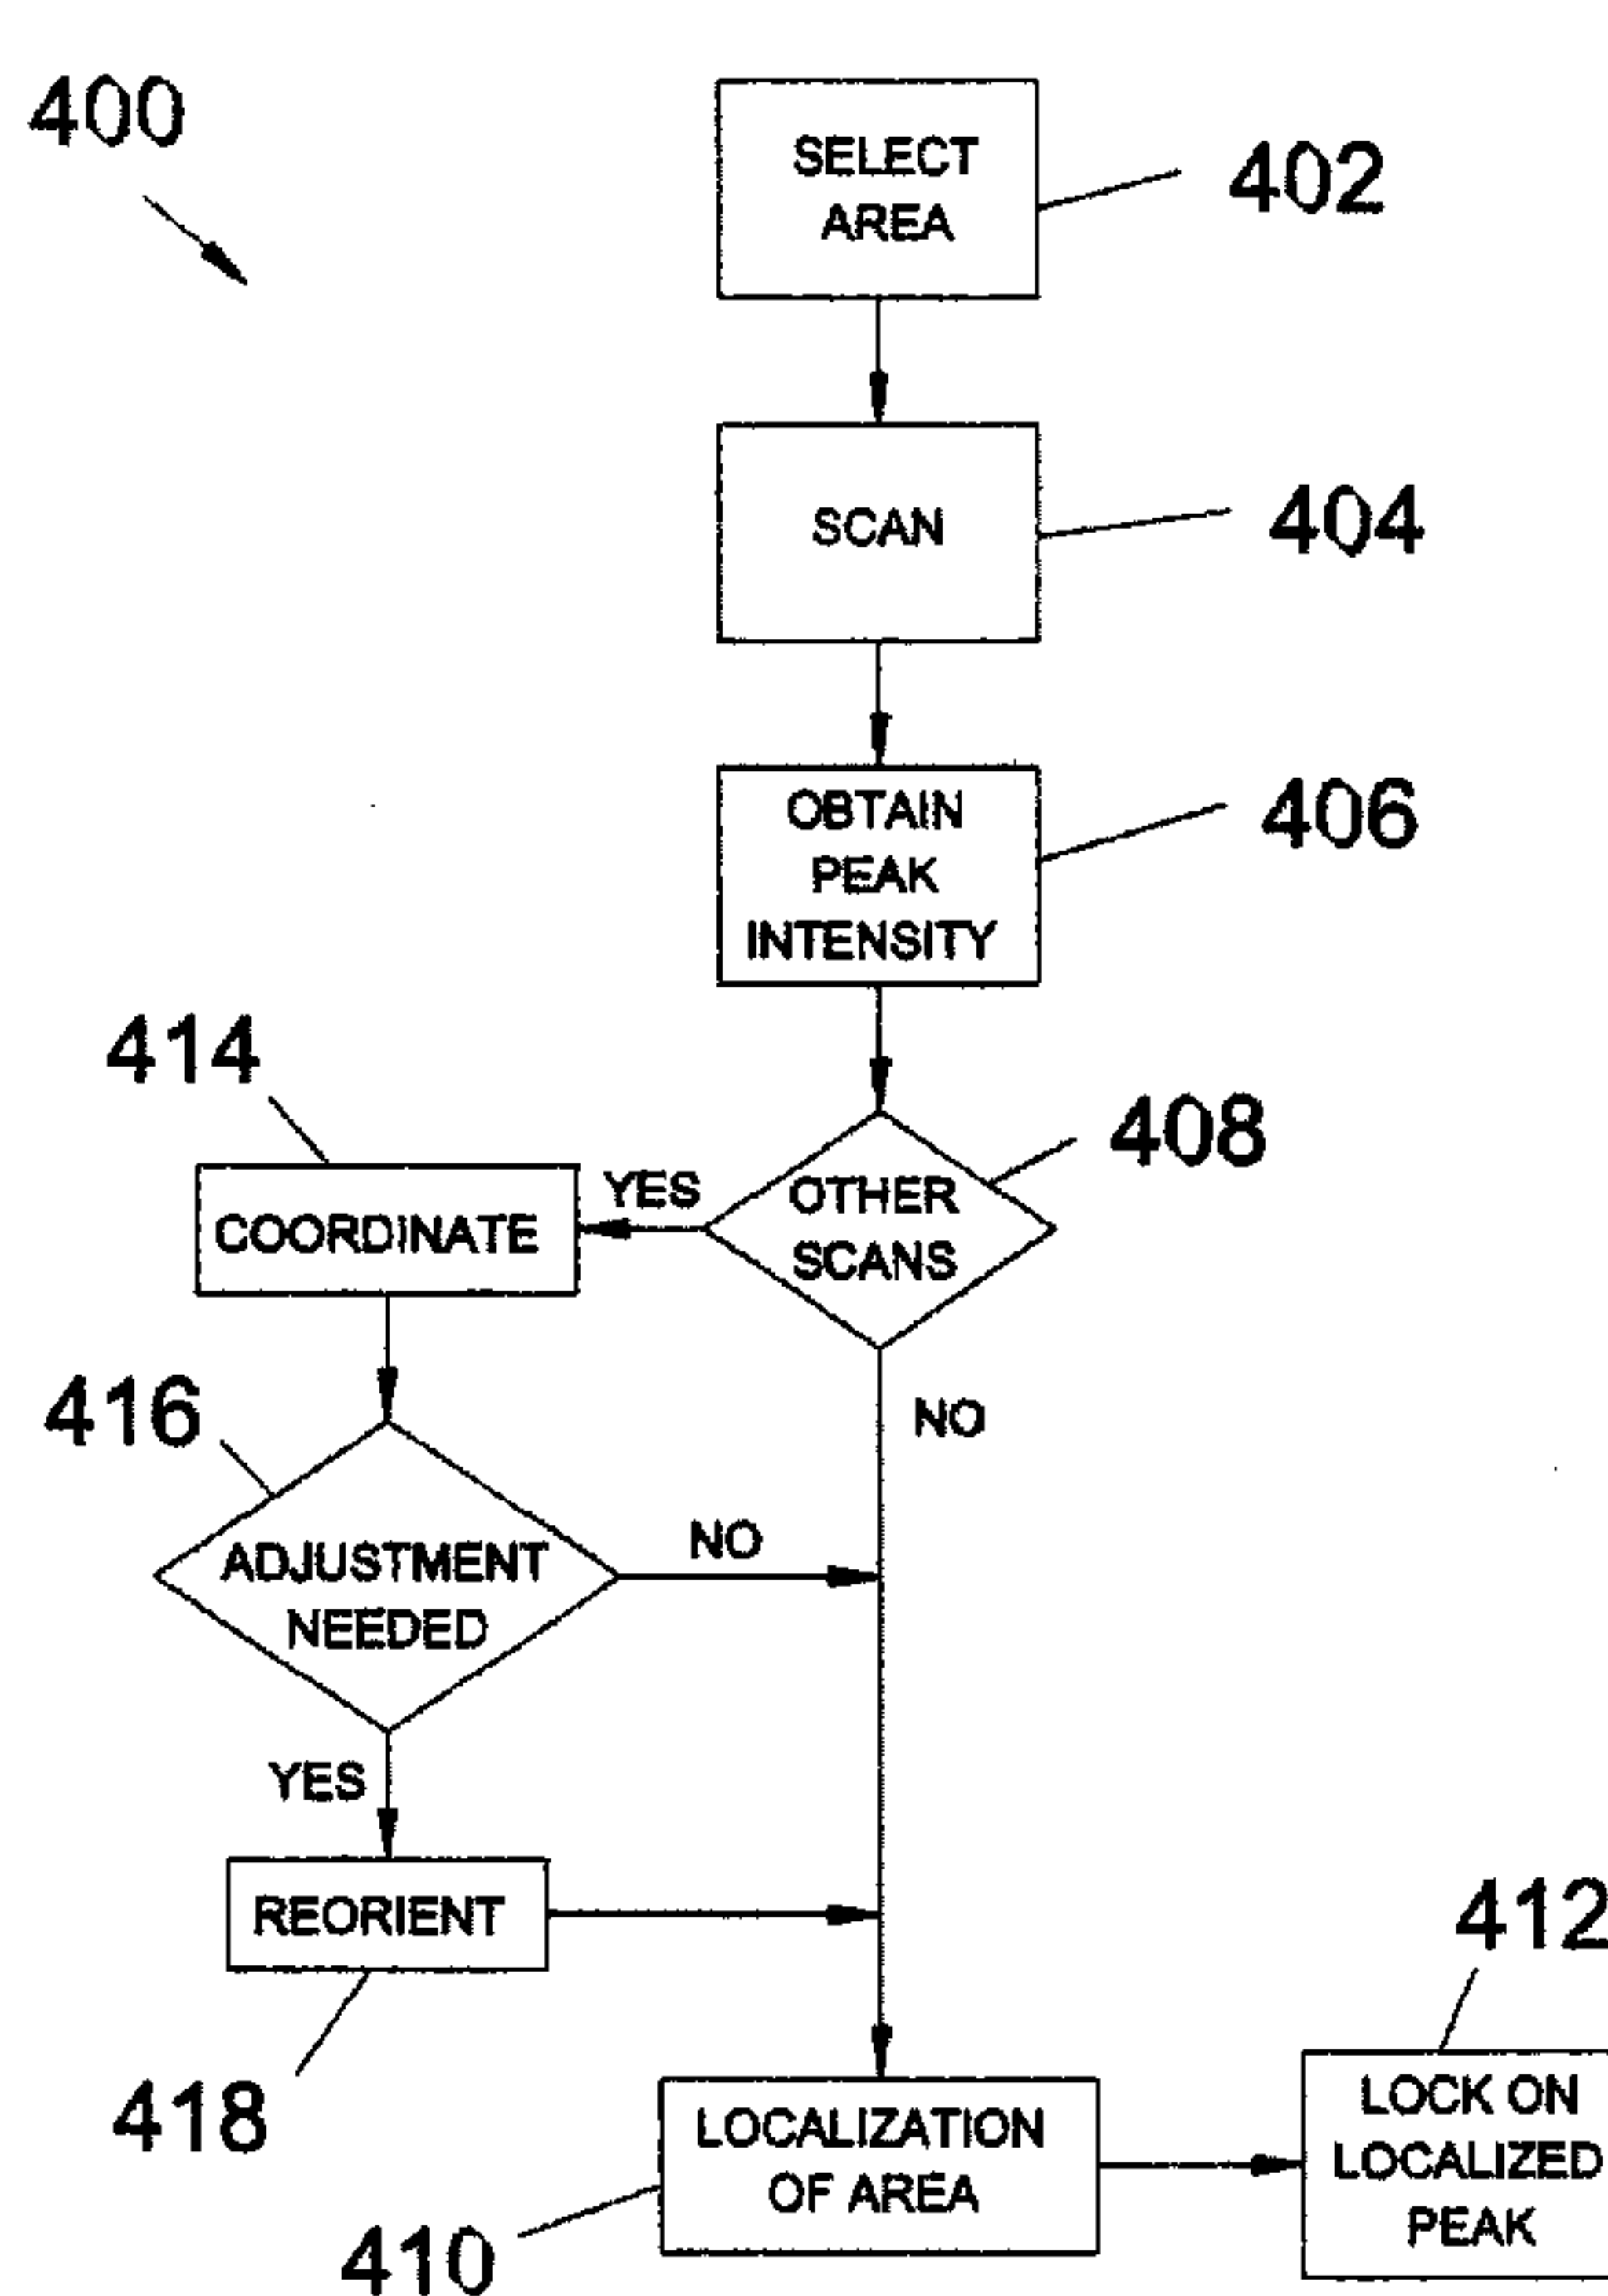 400
SELECT
AREA
402
SCAN
404
OBTAIN
PEAK
INTENSITY
406
414
408
COORDINATE
YES
OTHER
SCANS
416
NO
ADJUSTMENT
NEEDED
NO
YES
REORIENT
412
418
LOCALIZATION
OF AREA
LOCK ON
LOCALIZED
PEAK
410